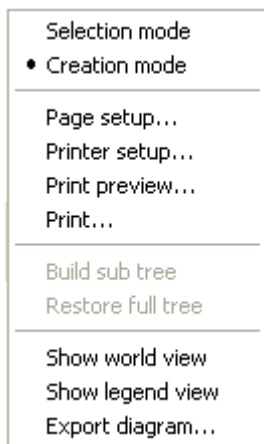 Selection mode
• Creation mode
Page setup...
Printer setup...
Print preview...
Print...
Build sub tree
Restore full tree
Show world view
Show legend view
Export diagram...